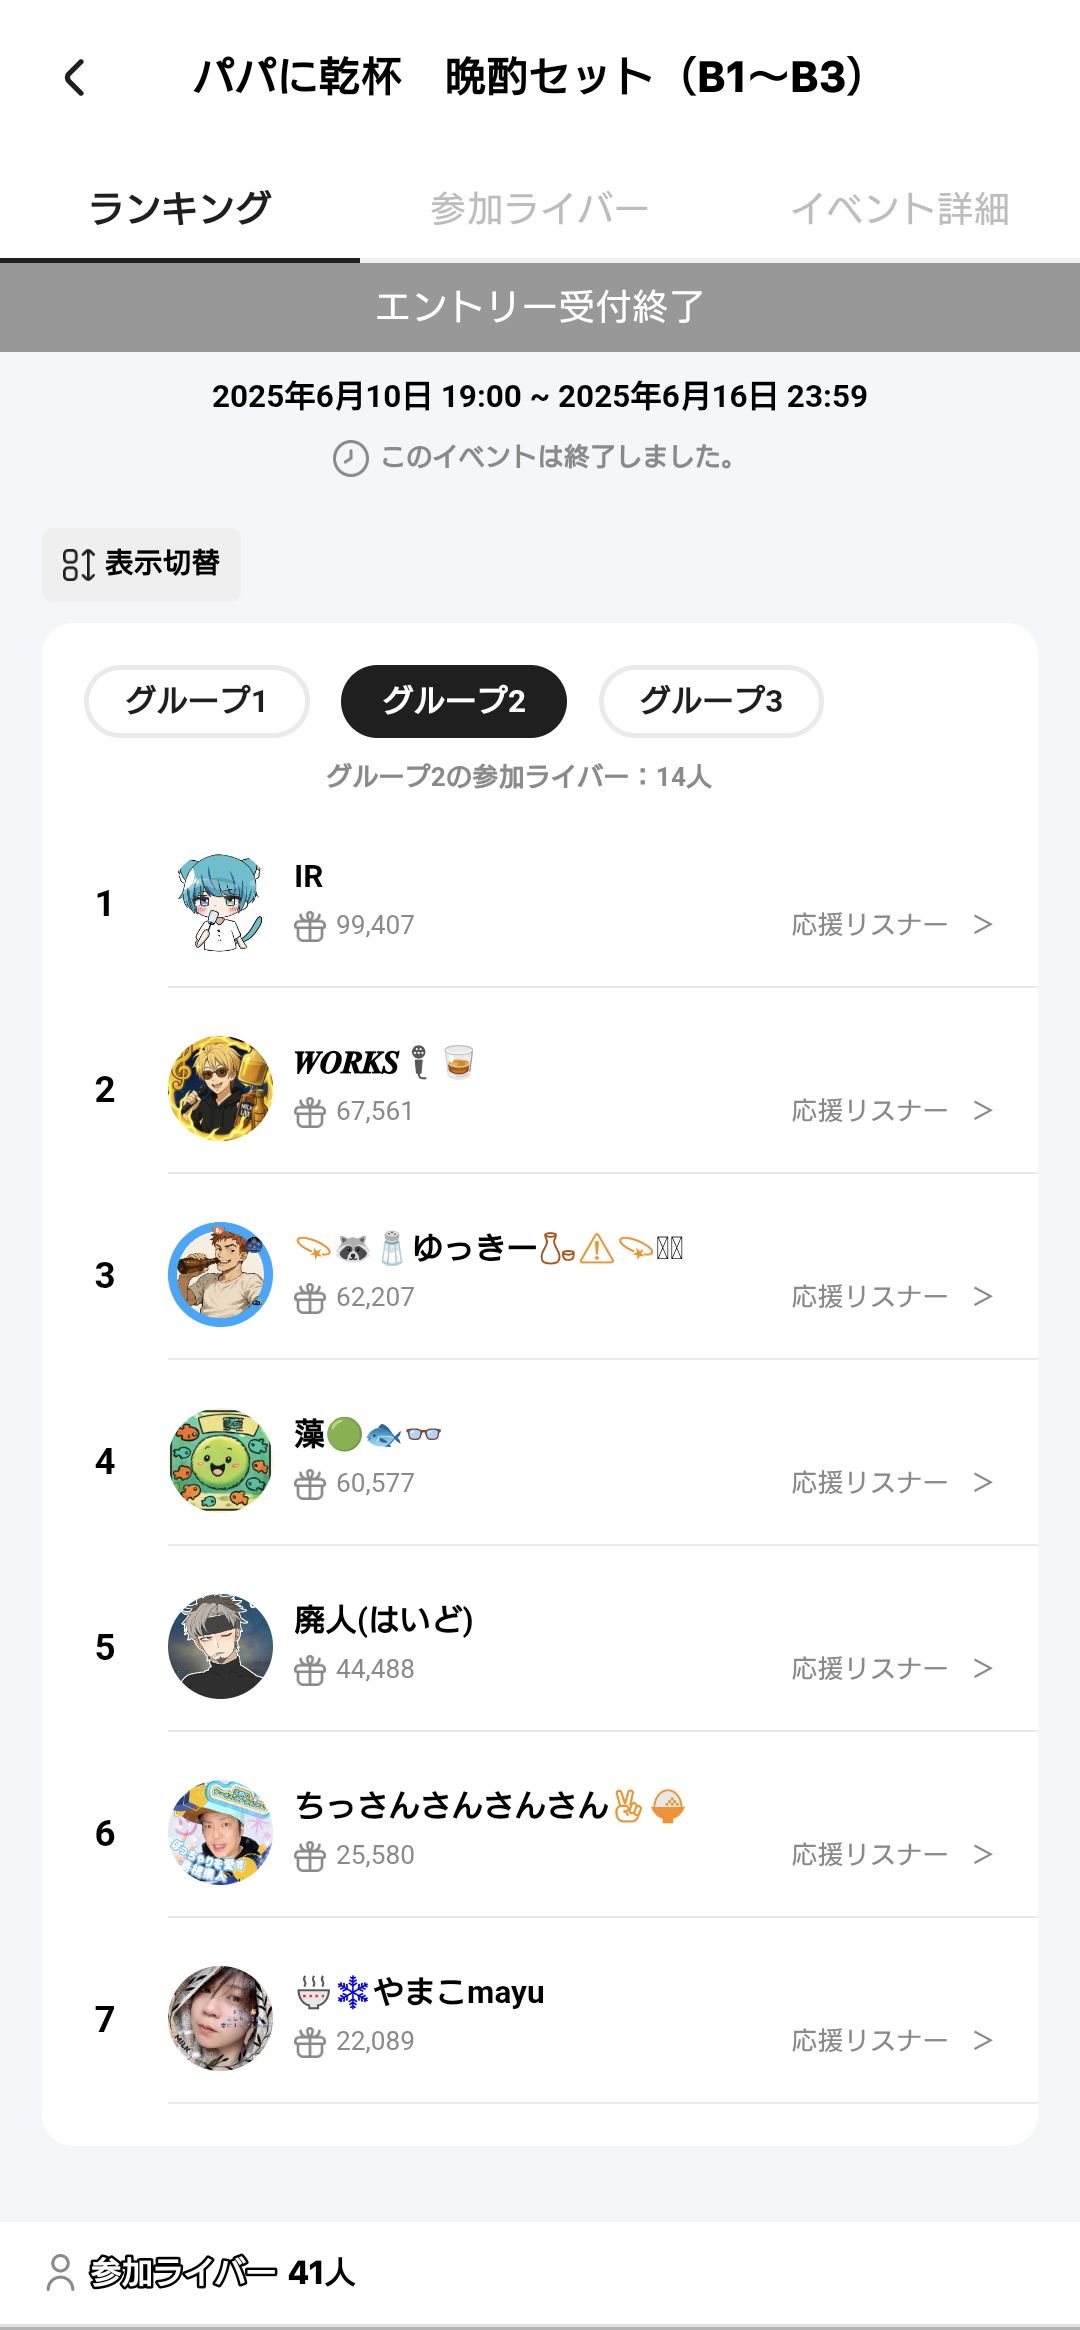 パパに乾杯　晩酌セット（B1〜B3）
ランキング
参加ライバー
イベント詳細
エントリー受付終了
2025年6月10日 19:00 ~ 2025年6月16日 23:59
このイベントは終了しました。
表示切替
グループ1
グループ2
グループ3
グループ2の参加ライバー：14人
1
IR
99,407
応援リスナー >
2
𝑾𝑶𝑹𝑲𝑺🎙🥃
67,561
応援リスナー >
3
💫🦝🧂ゆっきー🍶⚠️💫
62,207
応援リスナー >
4
藻🟢🐟👓
60,577
応援リスナー >
5
廃人(はいど)
44,488
応援リスナー >
6
ちっさんさんさんさん✌🍚
25,580
応援リスナー >
7
🍜❄️やまこmayu
22,089
応援リスナー >
参加ライバー 41人